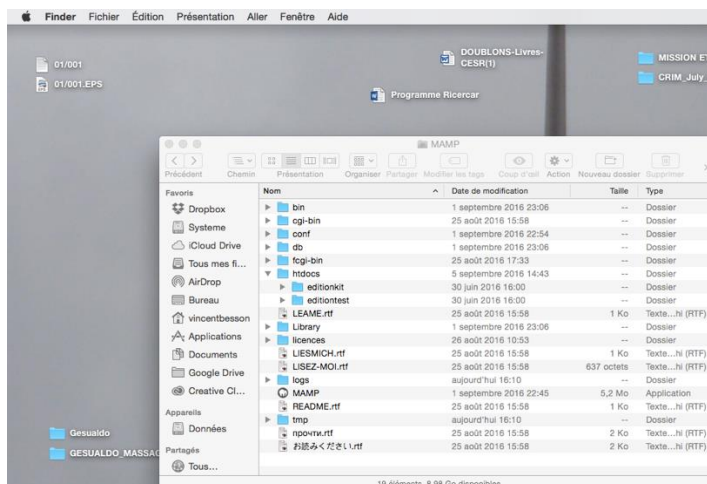 Finder Fichier Édition Présentation Aller Fenêtre Aide
01/001
01/001.EPS
DOUBLONS-Livres-
CESR(1)
Programme Ricercar
MISSION ET
CRIM_July_
MAMP
Précédent Chemin Présentation Organiser Partager Modifier les tags Coup d'œil Action Nouveau dossier Supprimer
Favoris
Dropbox
Systeme
iCloud Drive
Tous mes fi...
AirDrop
Bureau
vincentbesson
Applications
Documents
Google Drive
Creative Cl...
Appareils
Données
Partagés
Tous...
Nom Date de modification Taille Type
bin 1 septembre 2016 23:06 -- Dossier
cgi-bin 25 août 2016 15:58 -- Dossier
conf 1 septembre 2016 22:54 -- Dossier
db 1 septembre 2016 23:06 -- Dossier
fcgi-bin 25 août 2016 17:33 -- Dossier
htdocs 5 septembre 2016 14:43 -- Dossier
editionkit 30 juin 2016 16:00 -- Dossier
editiontest 30 juin 2016 16:00 -- Dossier
LEAME.rtf 25 août 2016 15:58 1 Ko Texte...hi (RTF)
Library 1 septembre 2016 23:06 -- Dossier
licences 26 août 2016 10:53 -- Dossier
LIESMICH.rtf 25 août 2016 15:58 1 Ko Texte...hi (RTF)
LISEZ-MOI.rtf 25 août 2016 15:58 637 octets Texte...hi (RTF)
logs aujourd'hui 16:10 -- Dossier
MAMP 1 septembre 2016 22:45 5,2 Mo Application
README.rtf 25 août 2016 15:58 1 Ko Texte...hi (RTF)
tmp aujourd'hui 16:10 -- Dossier
прочти.rtf 25 août 2016 15:58 2 Ko Texte...hi (RTF)
お読みください.rtf 25 août 2016 15:58 2 Ko Texte...hi (RTF)
19 éléments, 8,98 Go disponibles
Gesualdo
GESUALDO_MASSAC